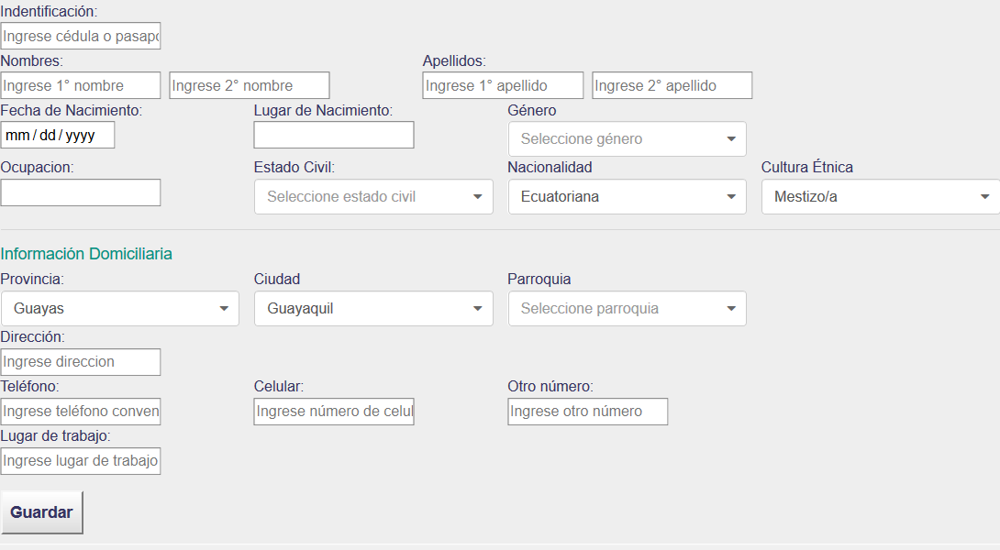 Indentificación:
Ingrese cédula o pasapo
Nombres: Apellidos:
Ingrese 1° nombre Ingrese 2° nombre Ingrese 1° apellido Ingrese 2° apellido
Fecha de Nacimiento: Lugar de Nacimiento: Género
mm/dd/yyyy Seleccione género
Ocupacion: Estado Civil: Nacionalidad Cultura Étnica
Seleccione estado civil Ecuatoriana Mestizo/a
Información Domiciliaria
Provincia: Ciudad Parroquia
Guayas Guayaquil Seleccione parroquia
Dirección:
Ingrese direccion
Teléfono: Celular: Otro número:
Ingrese teléfono conven Ingrese número de celul Ingrese otro número
Lugar de trabajo:
Ingrese lugar de trabajo
Guardar